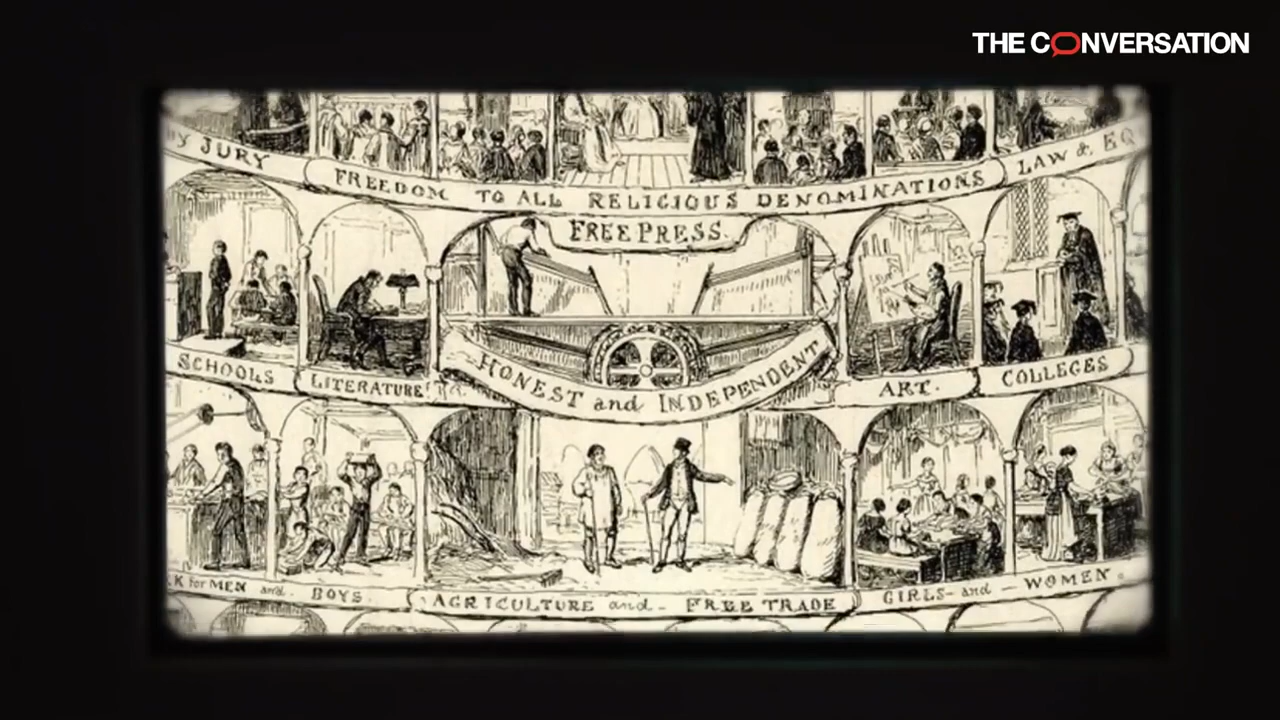 THE CONVERSATION
BY JURY
FREEDOM TO ALL RELIGIOUS DENOMINATIONS
LAW & EQ
FREE PRESS.
SCHOOLS
LITERATURE
HONEST and INDEPENDENT
ART.
COLLEGES
K for MEN and BOYS.
AGRICULTURE and FREE TRADE
GIRLS and WOMEN.